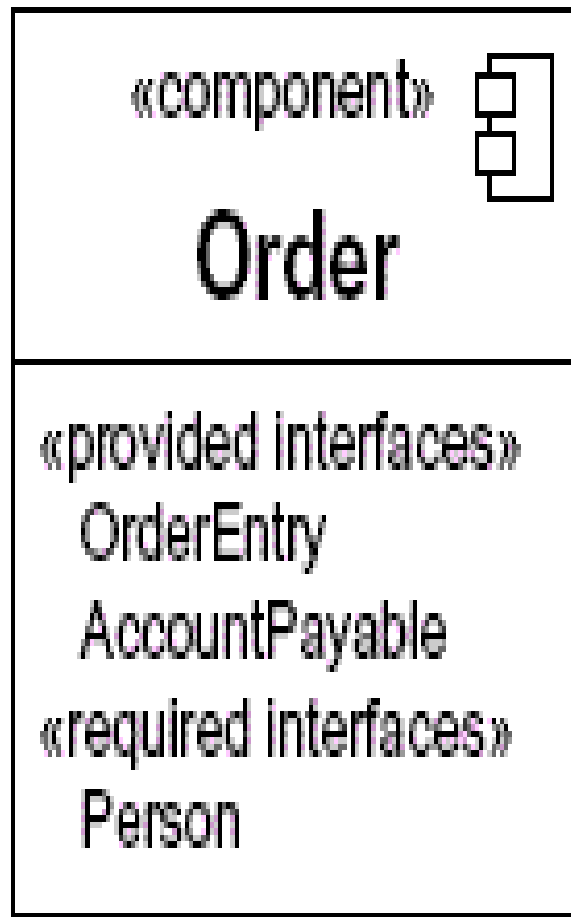 «component»
Order
«provided interfaces»
OrderEntry
AccountPayable
«required interfaces»
Person